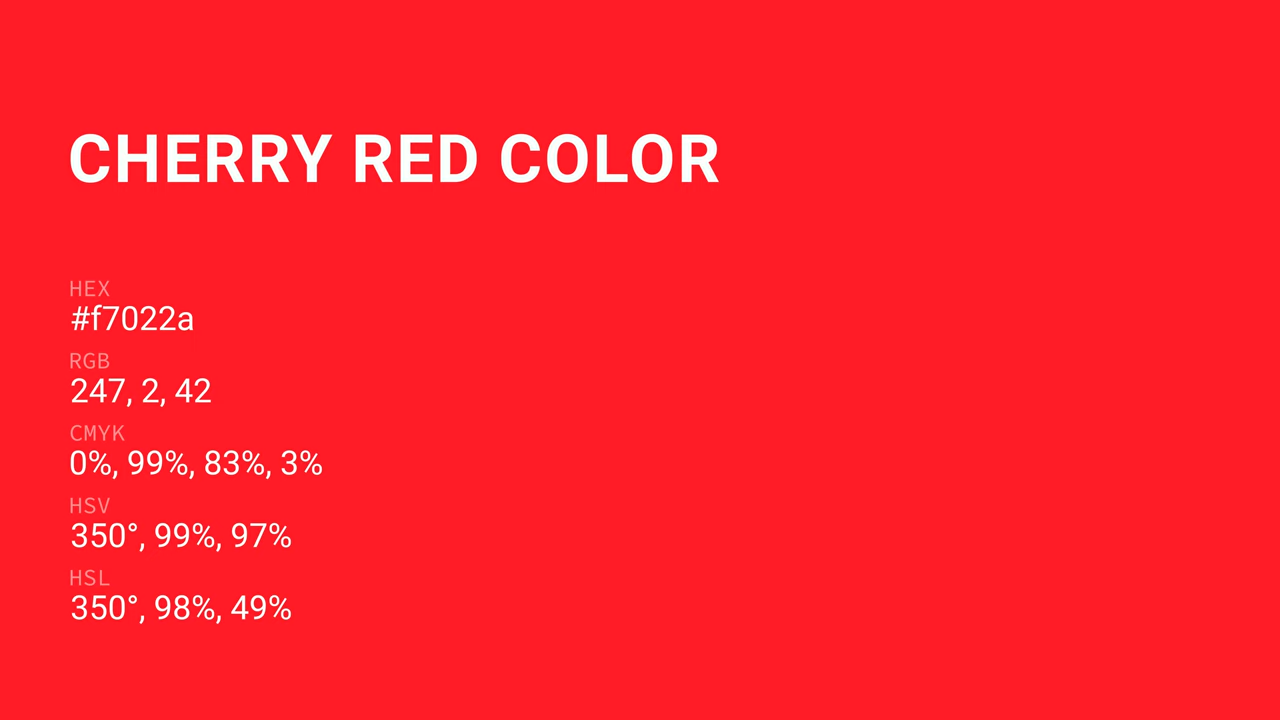 CHERRY RED COLOR
HEX
#f7022a
RGB
247, 2, 42
CMYK
0%, 99%, 83%, 3%
HSV
350°, 99%, 97%
HSL
350°, 98%, 49%